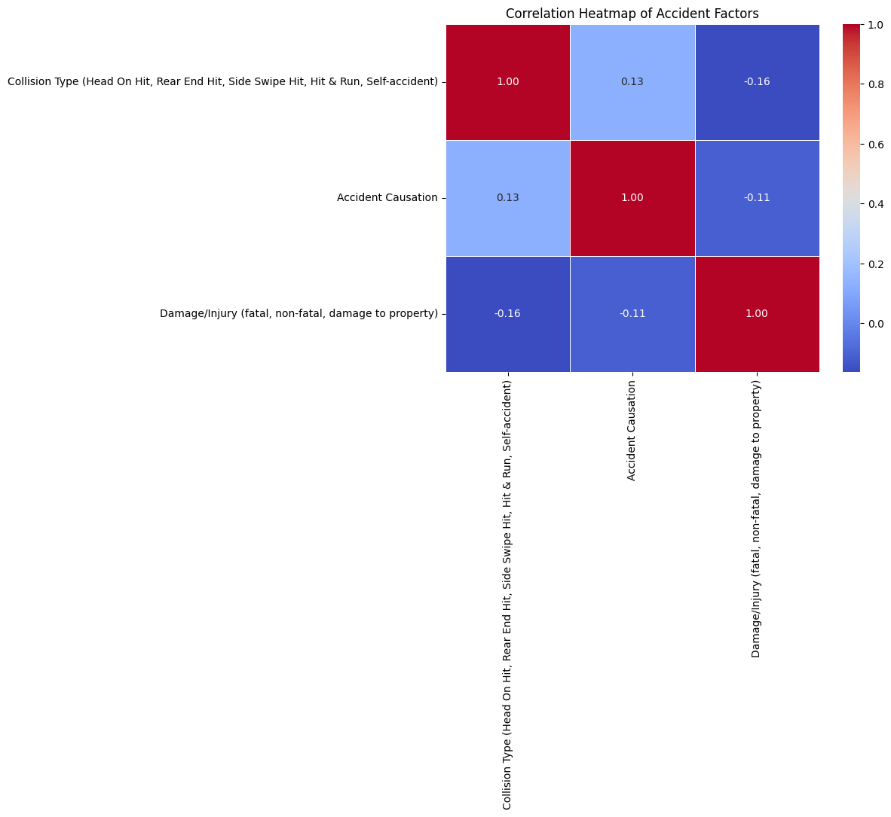 Correlation Heatmap of Accident Factors
Collision Type (Head On Hit, Rear End Hit, Side Swipe Hit, Hit & Run, Self-accident)
1.00
0.13
-0.16
Accident Causation
0.13
1.00
-0.11
Damage/Injury (fatal, non-fatal, damage to property)
-0.16
-0.11
1.00
Collision Type (Head On Hit, Rear End Hit, Side Swipe Hit, Hit & Run, Self-accident)
Accident Causation
Damage/Injury (fatal, non-fatal, damage to property)
1.0
0.8
0.6
0.4
0.2
0.0